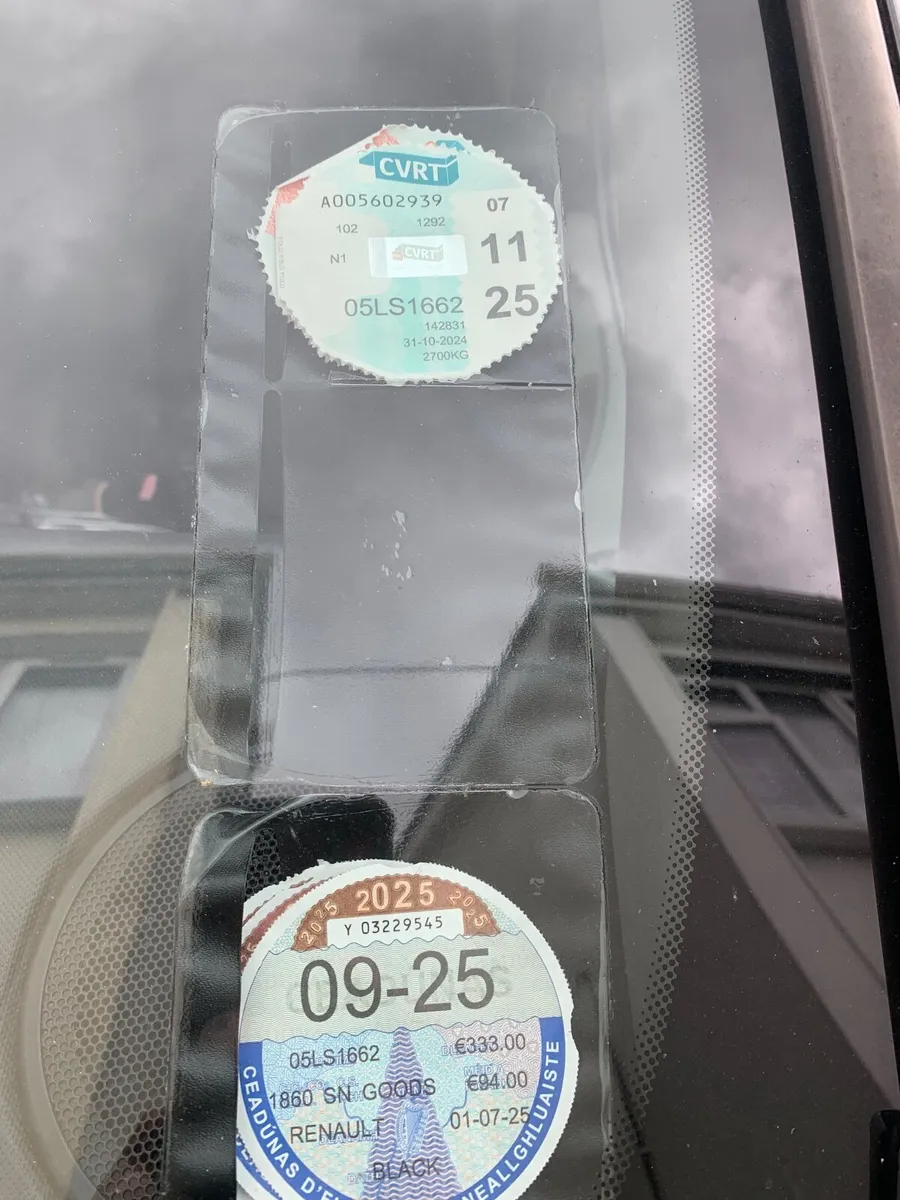 CVRT
A005602939 07
102 1292
N1 CVRT 11
05LS1662 25
142831
31-10-2024
2700KG
2025 2025 2025
Y 03229545
09-25
05LS1662 €333.00
1860 SN GOODS €94.00
RENAULT 01-07-25
BLACK
CEADÚNAS